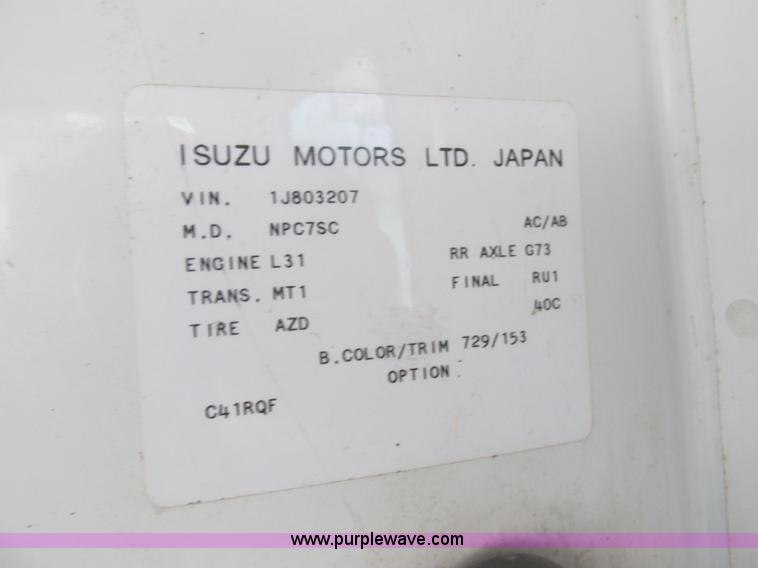 ISUZU MOTORS LTD. JAPAN
VIN. 1J803207
M.D. NPC7SC AC/AB
ENGINE L31 RR AXLE G73
TRANS. MT1 FINAL RU1
TIRE AZD 40C
B.COLOR/TRIM 729/153
OPTION
C41RQF
www.purplewave.com